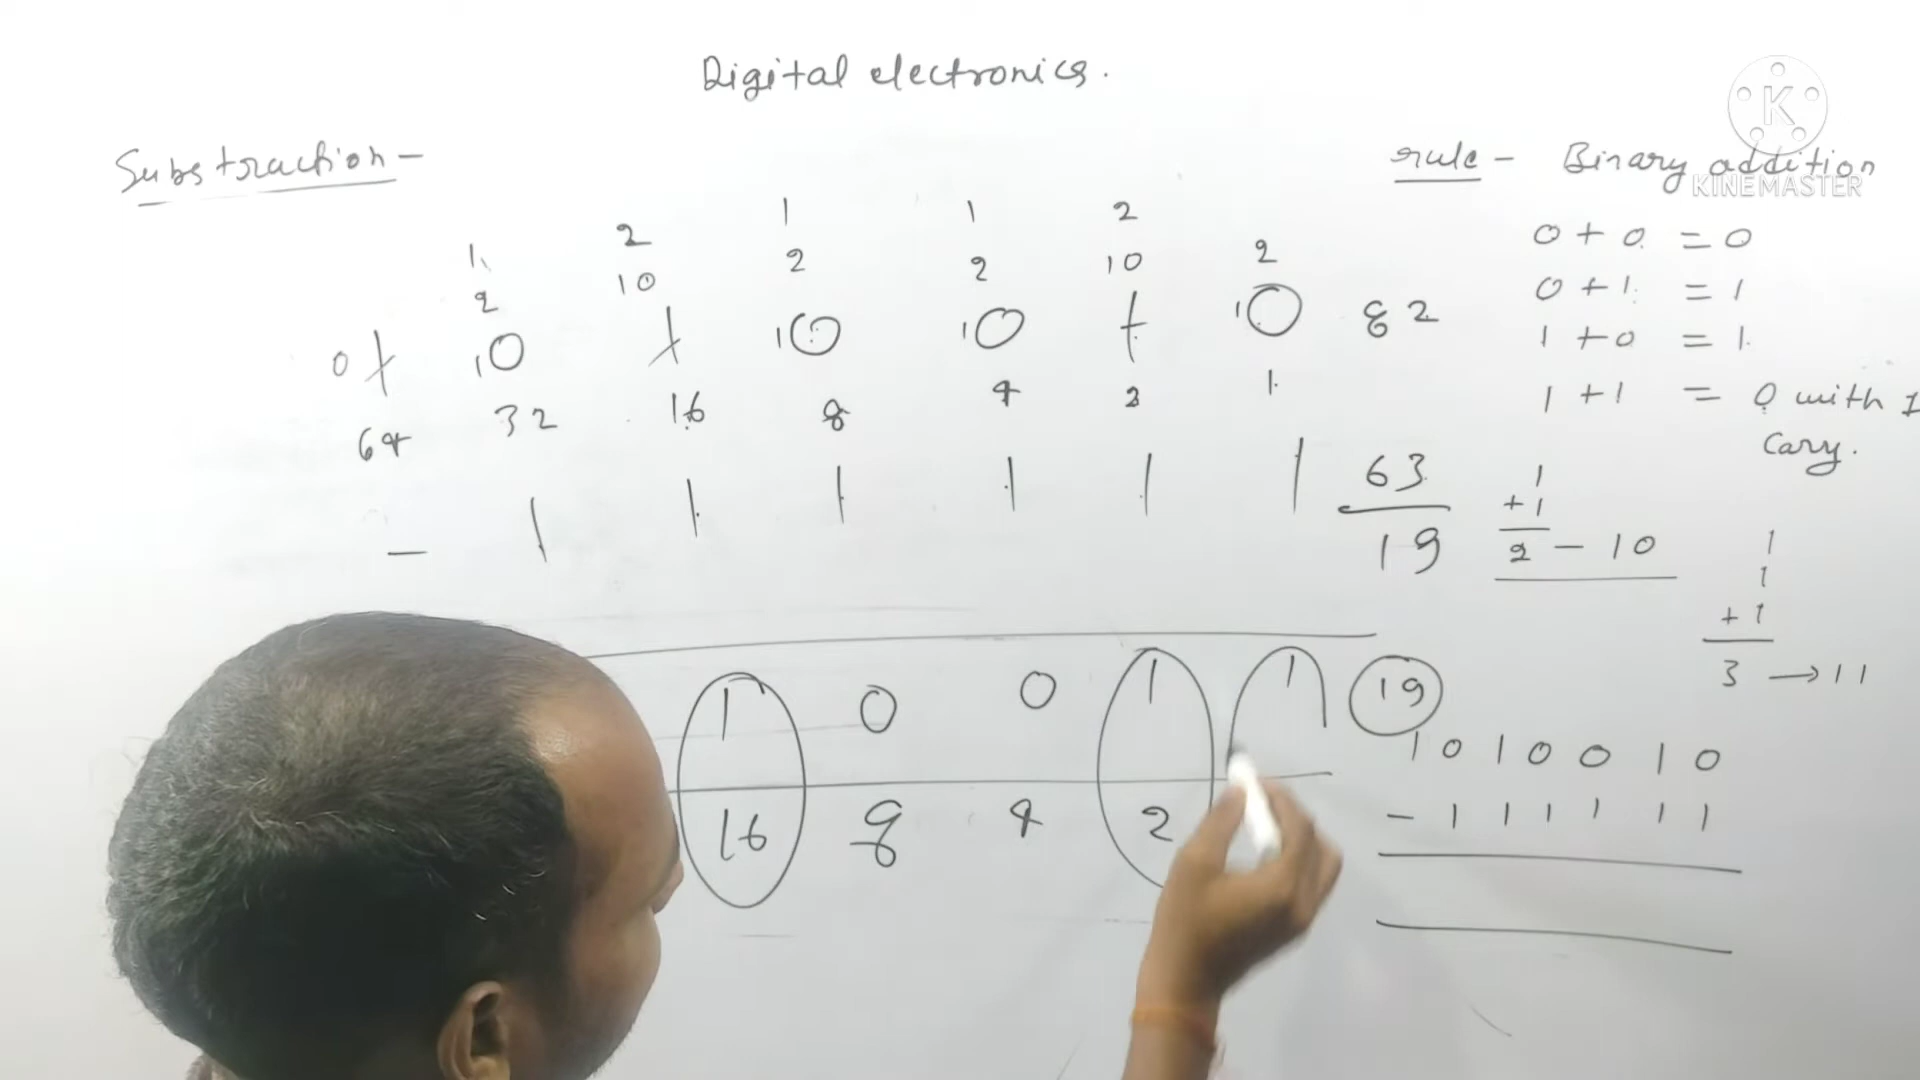 Digital electronics.
K
KINEMASTER
Substraction -
rule - Binary addition
0 + 0 = 0
0 + 1 = 1
1 + 0 = 1
1 + 1 = 0 with 1
Cary.
1 2 1 1 2
2 10 2 2 10 2
0 1 10 1 10 10 1 10 82
64 32 16 8 4 2 1
- 1 1 1 1 1 1 63
19
1
+ 1
2 - 10
1
1
+ 1
3 → 11
1 0 0 1 1 19
16 8 4 2
1 0 1 0 0 1 0
- 1 1 1 1 1 1